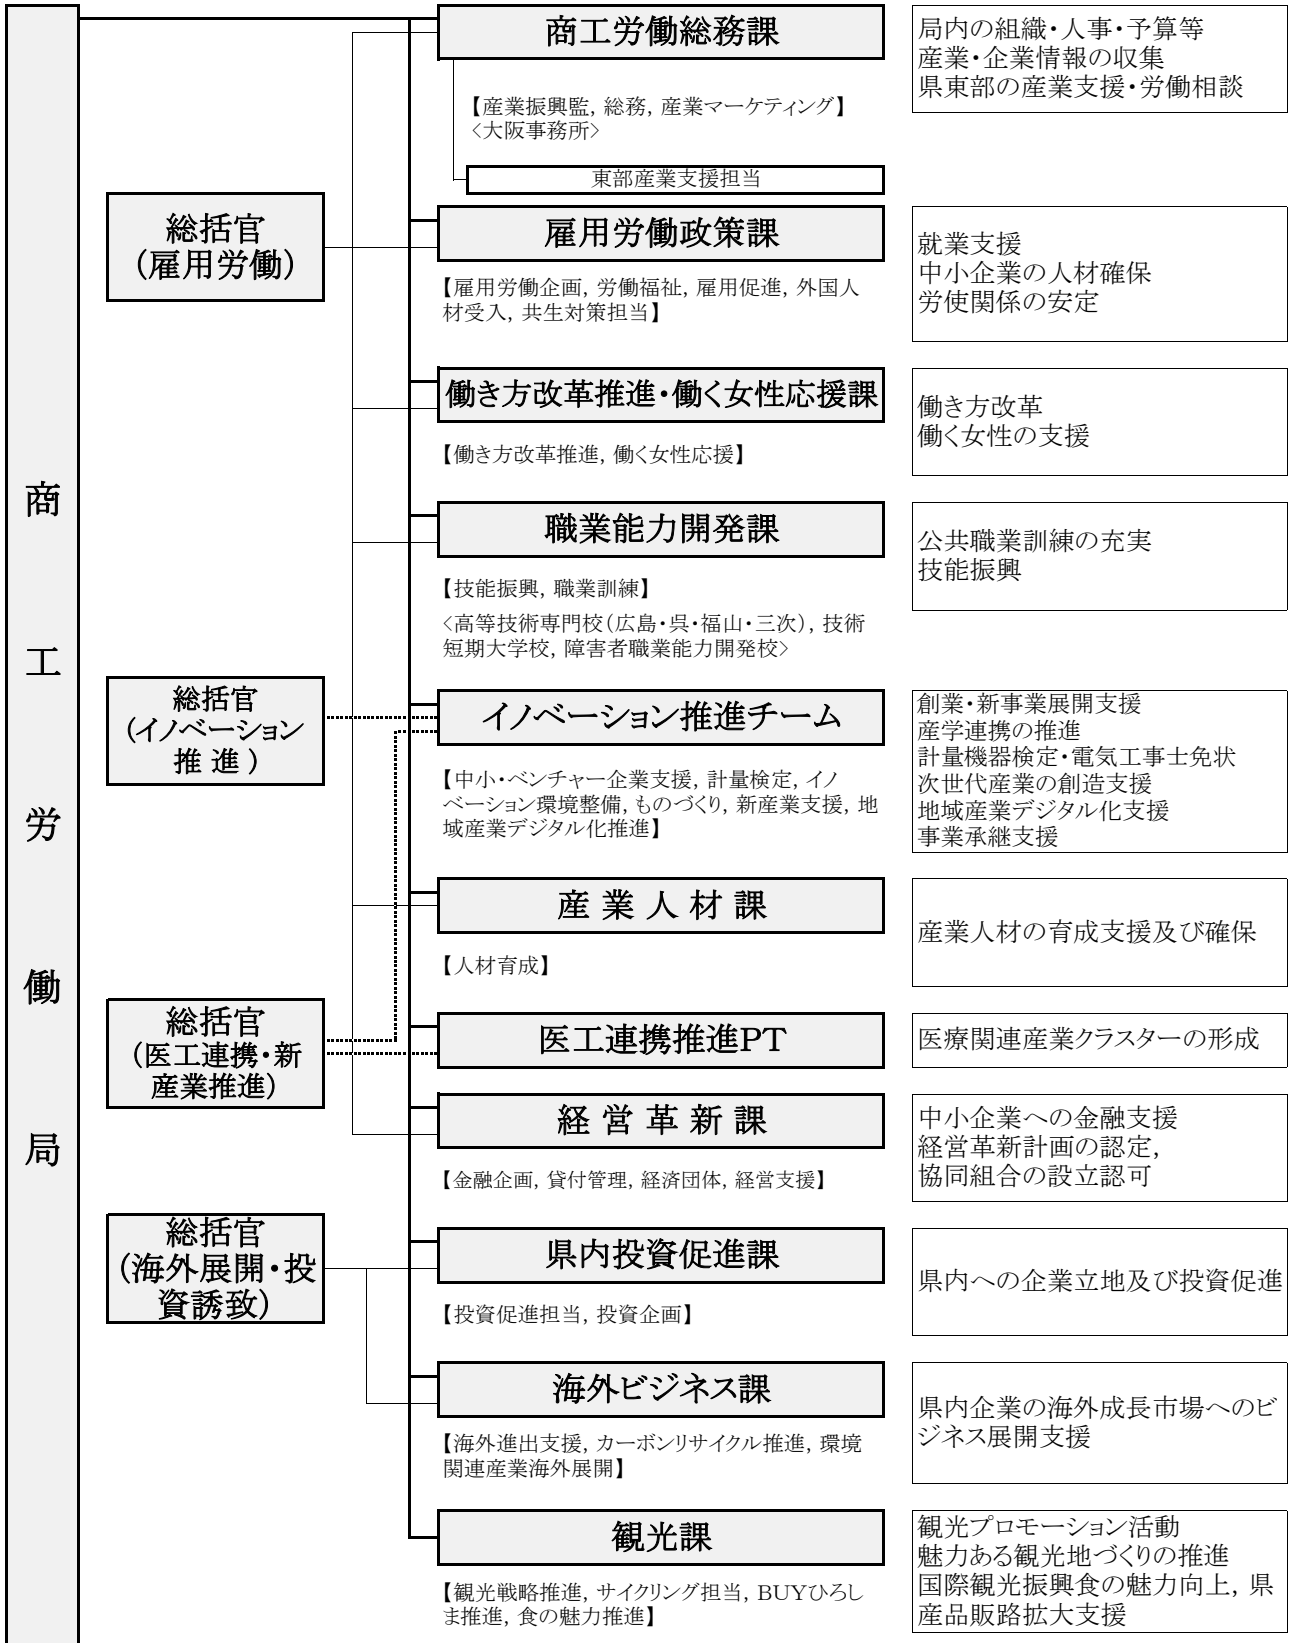 商工労働局
商工労働総務課
局内の組織・人事・予算等
産業・企業情報の収集
県東部の産業支援・労働相談
【産業振興監, 総務, 産業マーケティング】
〈大阪事務所〉
東部産業支援担当
総括官
(雇用労働)
雇用労働政策課
【雇用労働企画, 労働福祉, 雇用促進, 外国人
材受入, 共生対策担当】
就業支援
中小企業の人材確保
労使関係の安定
働き方改革推進・働く女性応援課
【働き方改革推進, 働く女性応援】
働き方改革
働く女性の支援
職業能力開発課
【技能振興, 職業訓練】
〈高等技術専門校(広島・呉・福山・三次), 技術
短期大学校, 障害者職業能力開発校〉
公共職業訓練の充実
技能振興
総括官
(イノベーション
推進)
イノベーション推進チーム
【中小・ベンチャー企業支援, 計量検定, イノ
ベーション環境整備, ものづくり, 新産業支援, 地
域産業デジタル化推進】
創業・新事業展開支援
産学連携の推進
計量機器検定・電気工事士免状
次世代産業の創造支援
地域産業デジタル化支援
事業承継支援
産業人材課
【人材育成】
産業人材の育成支援及び確保
総括官
(医工連携・新
産業推進)
医工連携推進PT
医療関連産業クラスターの形成
経営革新課
【金融企画, 貸付管理, 経済団体, 経営支援】
中小企業への金融支援
経営革新計画の認定,
協同組合の設立認可
総括官
(海外展開・投
資誘致)
県内投資促進課
【投資促進担当, 投資企画】
県内への企業立地及び投資促進
海外ビジネス課
【海外進出支援, カーボンリサイクル推進, 環境
関連産業海外展開】
県内企業の海外成長市場へのビ
ジネス展開支援
観光課
【観光戦略推進, サイクリング担当, BUYひろし
ま推進, 食の魅力推進】
観光プロモーション活動
魅力ある観光地づくりの推進
国際観光振興食の魅力向上, 県
産品販路拡大支援